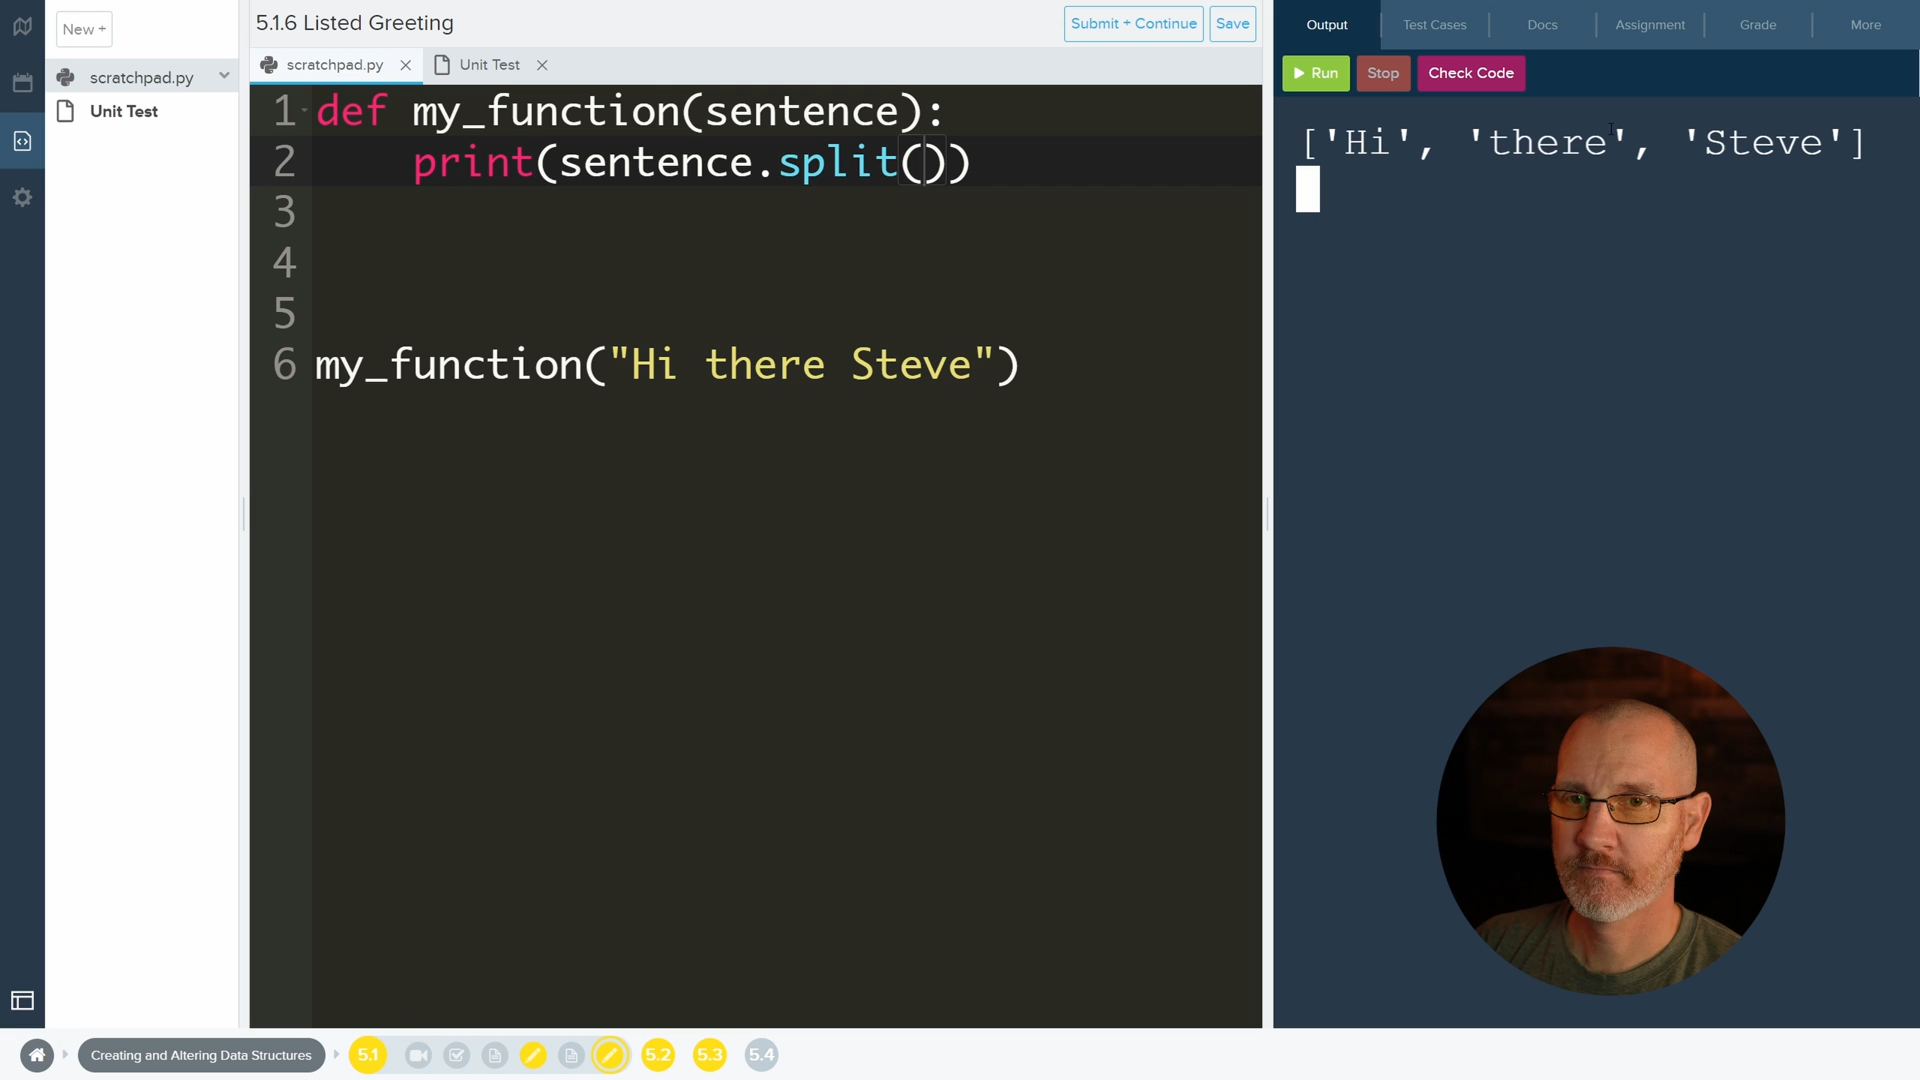 New +
5.1.6 Listed Greeting
Submit + Continue
Save
Output
Test Cases
Docs
Assignment
Grade
More
scratchpad.py
Unit Test
scratchpad.py
Unit Test
Run
Stop
Check Code
1 def my_function(sentence):
2 print(sentence.split())
3
4
5
6 my_function("Hi there Steve")
['Hi', 'there', 'Steve']
Creating and Altering Data Structures
5.1
5.2
5.3
5.4